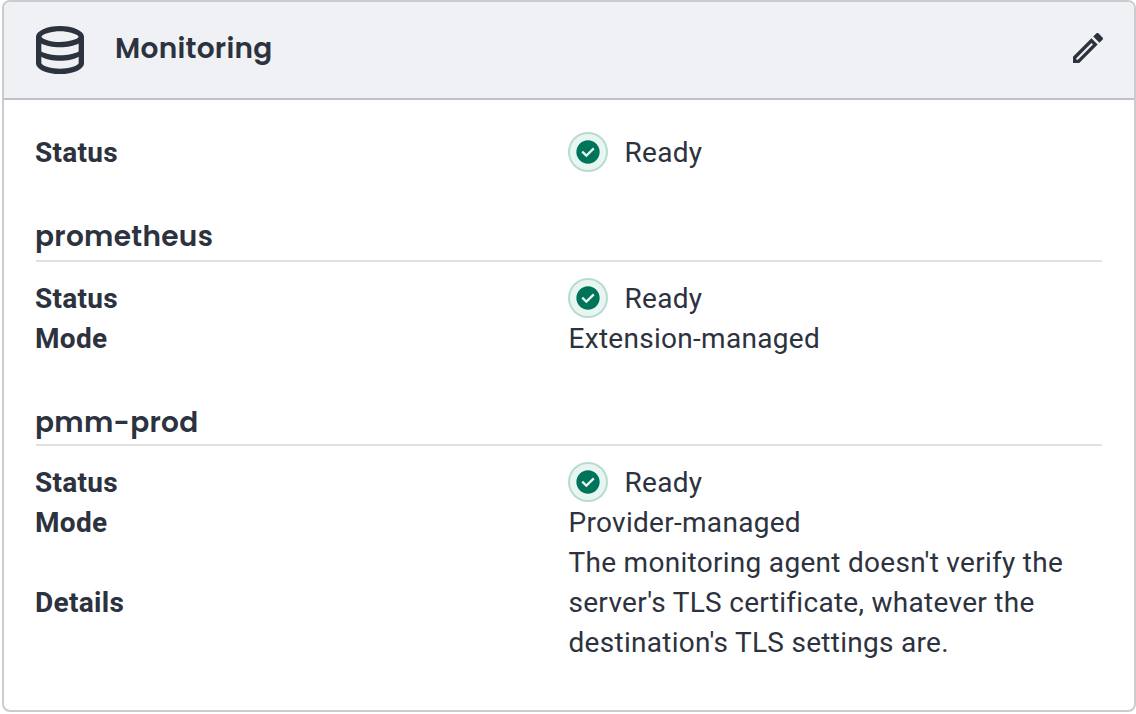 Monitoring
Status
Ready
prometheus
Status
Ready
Mode
Extension-managed
pmm-prod
Status
Ready
Mode
Provider-managed
Details
The monitoring agent doesn't verify the
server's TLS certificate, whatever the
destination's TLS settings are.